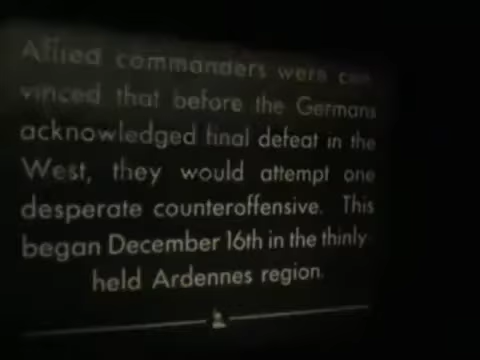 Allied commanders were con-
vinced that before the Germans
acknowledged final defeat in the
West, they would attempt one
desperate counteroffensive. This
began December 16th in the thinly-
held Ardennes region.